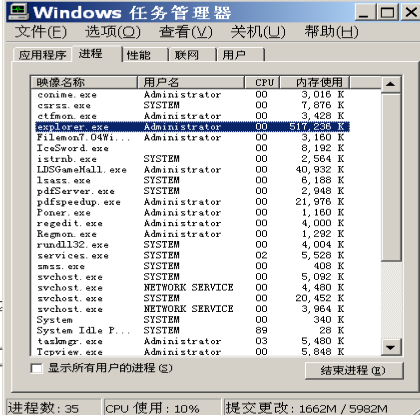 Windows 任务管理器
文件(F) 选项(O) 查看(V) 关机(U) 帮助(H)
应用程序 进程 性能 联网 用户
映像名称 用户名 CPU 内存使用
conime.exe Administrator 00 3,016 K
csrss.exe SYSTEM 00 7,876 K
ctfmon.exe Administrator 00 3,428 K
explorer.exe Administrator 00 517,236 K
Filemon7.04Wi... Administrator 00 3,160 K
IceSword.exe 00 8,192 K
istrnb.exe SYSTEM 00 2,564 K
LDSGameHall.exe Administrator 00 40,932 K
lsass.exe SYSTEM 00 6,188 K
pdfServer.exe SYSTEM 00 2,948 K
pdfspeedup.exe Administrator 00 21,976 K
Poner.exe Administrator 00 1,160 K
regedit.exe Administrator 00 4,000 K
Regmon.exe Administrator 00 1,292 K
rundll32.exe SYSTEM 00 4,004 K
services.exe SYSTEM 02 5,528 K
smss.exe SYSTEM 00 408 K
svchost.exe SYSTEM 00 5,092 K
svchost.exe NETWORK SERVICE 00 4,480 K
svchost.exe SYSTEM 00 20,452 K
svchost.exe NETWORK SERVICE 00 3,964 K
System SYSTEM 00 340 K
System Idle P... SYSTEM 89 28 K
taskmgr.exe Administrator 03 5,480 K
Tcpview.exe Administrator 00 5,848 K
显示所有用户的进程(S) 结束进程(E)
进程数: 35 CPU 使用: 10% 提交更改: 1662M / 5982M